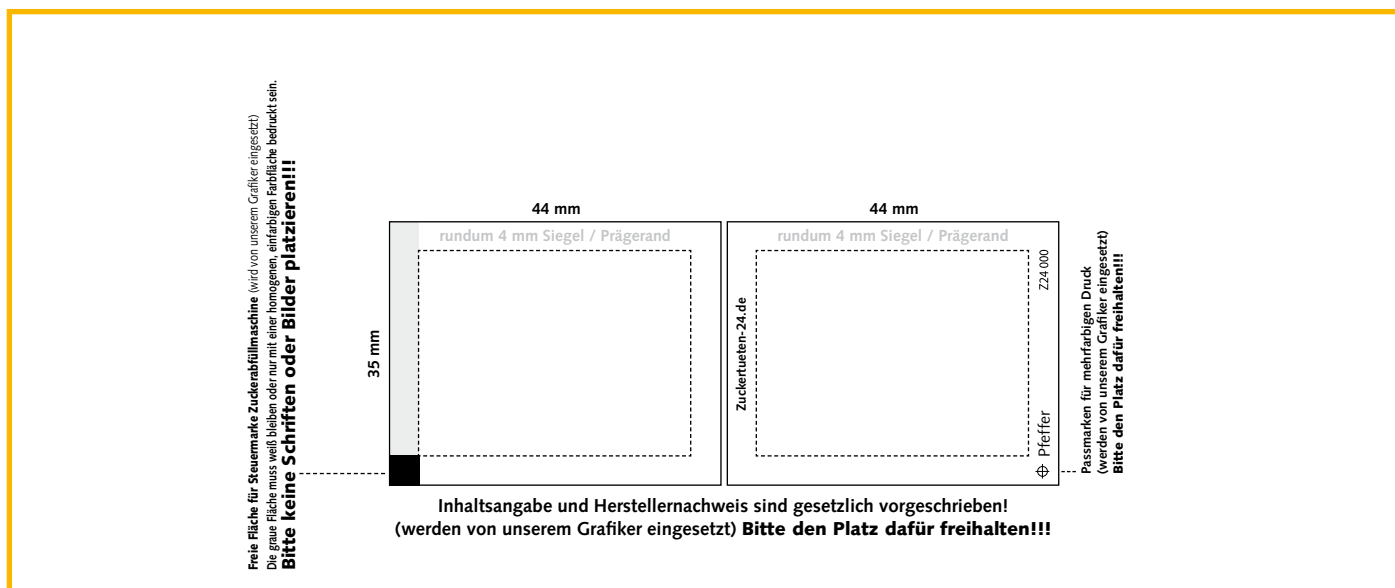 Freie Fläche für Steuermarke Zuckerabfüllmaschine (wird von unserem Grafiker eingesetzt)
Die graue Fläche muss weiß bleiben oder nur mit einer homogenen, einfarbigen Farbfläche bedruckt sein.
Bitte keine Schriften oder Bilder platzieren!!!
44 mm
44 mm
rundum 4 mm Siegel / Prägerand
rundum 4 mm Siegel / Prägerand
35 mm
Zuckertueten-24.de
Z24 000
Pfeffer
Passmarken für mehrfarbigen Druck
(werden von unserem Grafiker eingesetzt)
Bitte den Platz dafür freihalten!!!
Inhaltsangabe und Herstellernachweis sind gesetzlich vorgeschrieben!
(werden von unserem Grafiker eingesetzt) Bitte den Platz dafür freihalten!!!